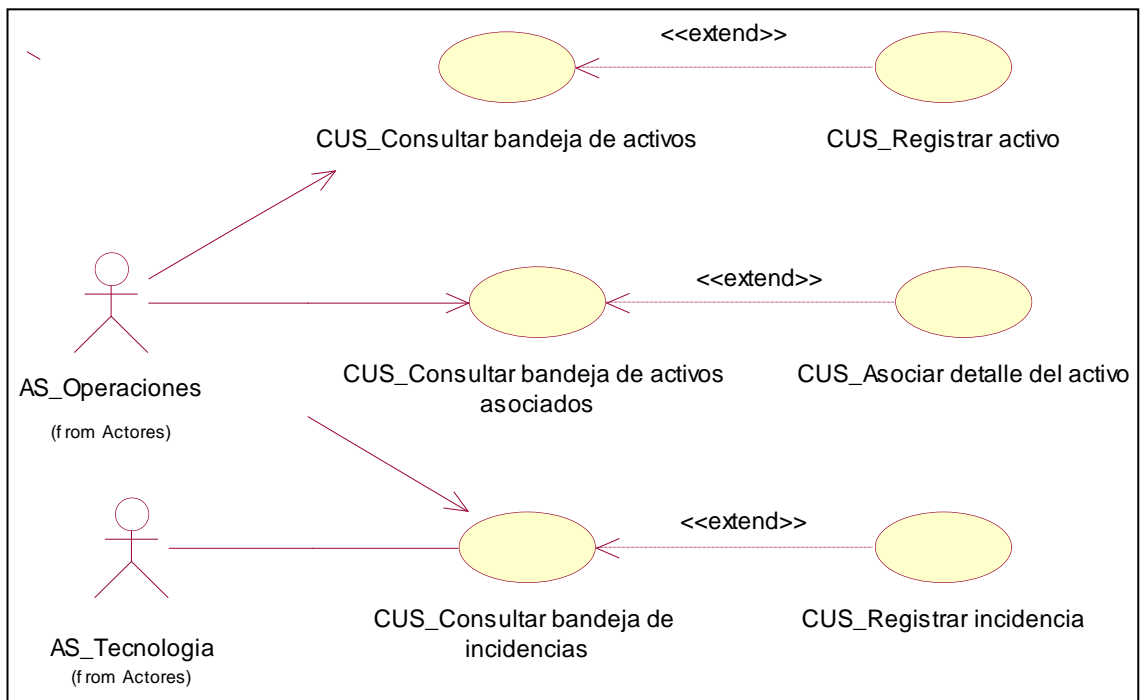 <<extend>>
CUS_Consultar bandeja de activos
CUS_Registrar activo
<<extend>>
AS_Operaciones
(from Actores)
CUS_Consultar bandeja de activos
asociados
CUS_Asociar detalle del activo
<<extend>>
AS_Tecnologia
(from Actores)
CUS_Consultar bandeja de
incidencias
CUS_Registrar incidencia